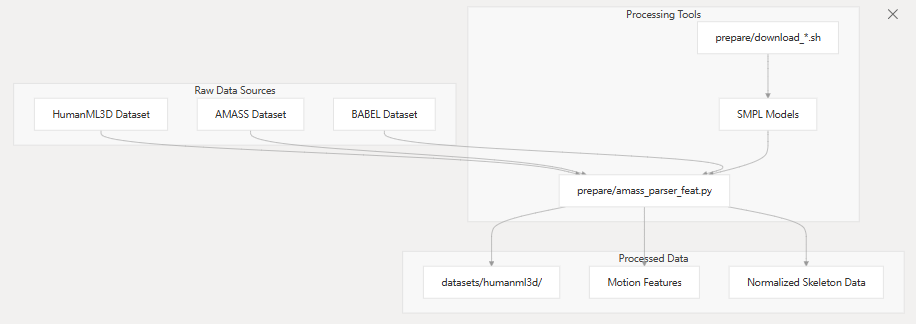 Processing Tools
prepare/download_*.sh
Raw Data Sources
HumanML3D Dataset
AMASS Dataset
BABEL Dataset
SMPL Models
prepare/amass_parser_feat.py
Processed Data
datasets/humanml3d/
Motion Features
Normalized Skeleton Data